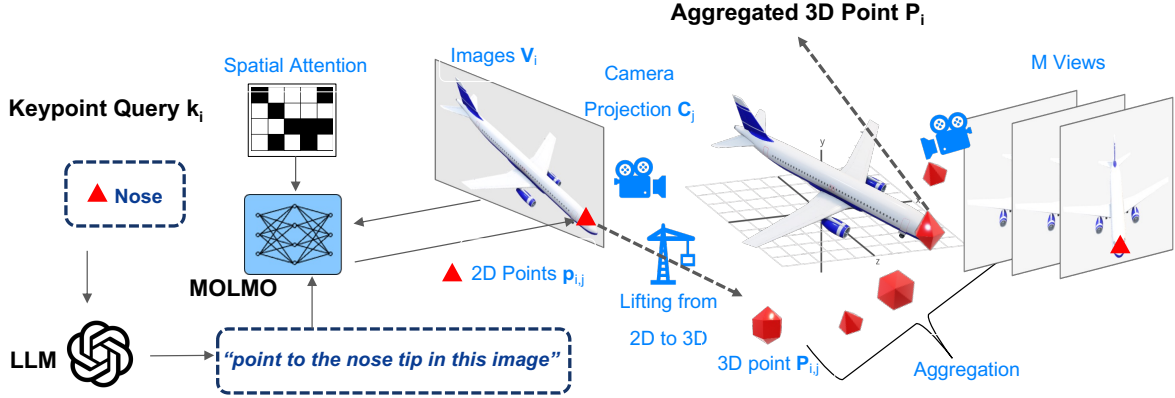 Aggregated 3D Point Pi
Images Vi
Spatial Attention
Camera
Projection Cj
M Views
Keypoint Query ki
Nose
y
z
MOLMO
2D Points pi,j
Lifting from
2D to 3D
LLM
“point to the nose tip in this image”
3D point Pi,j
Aggregation